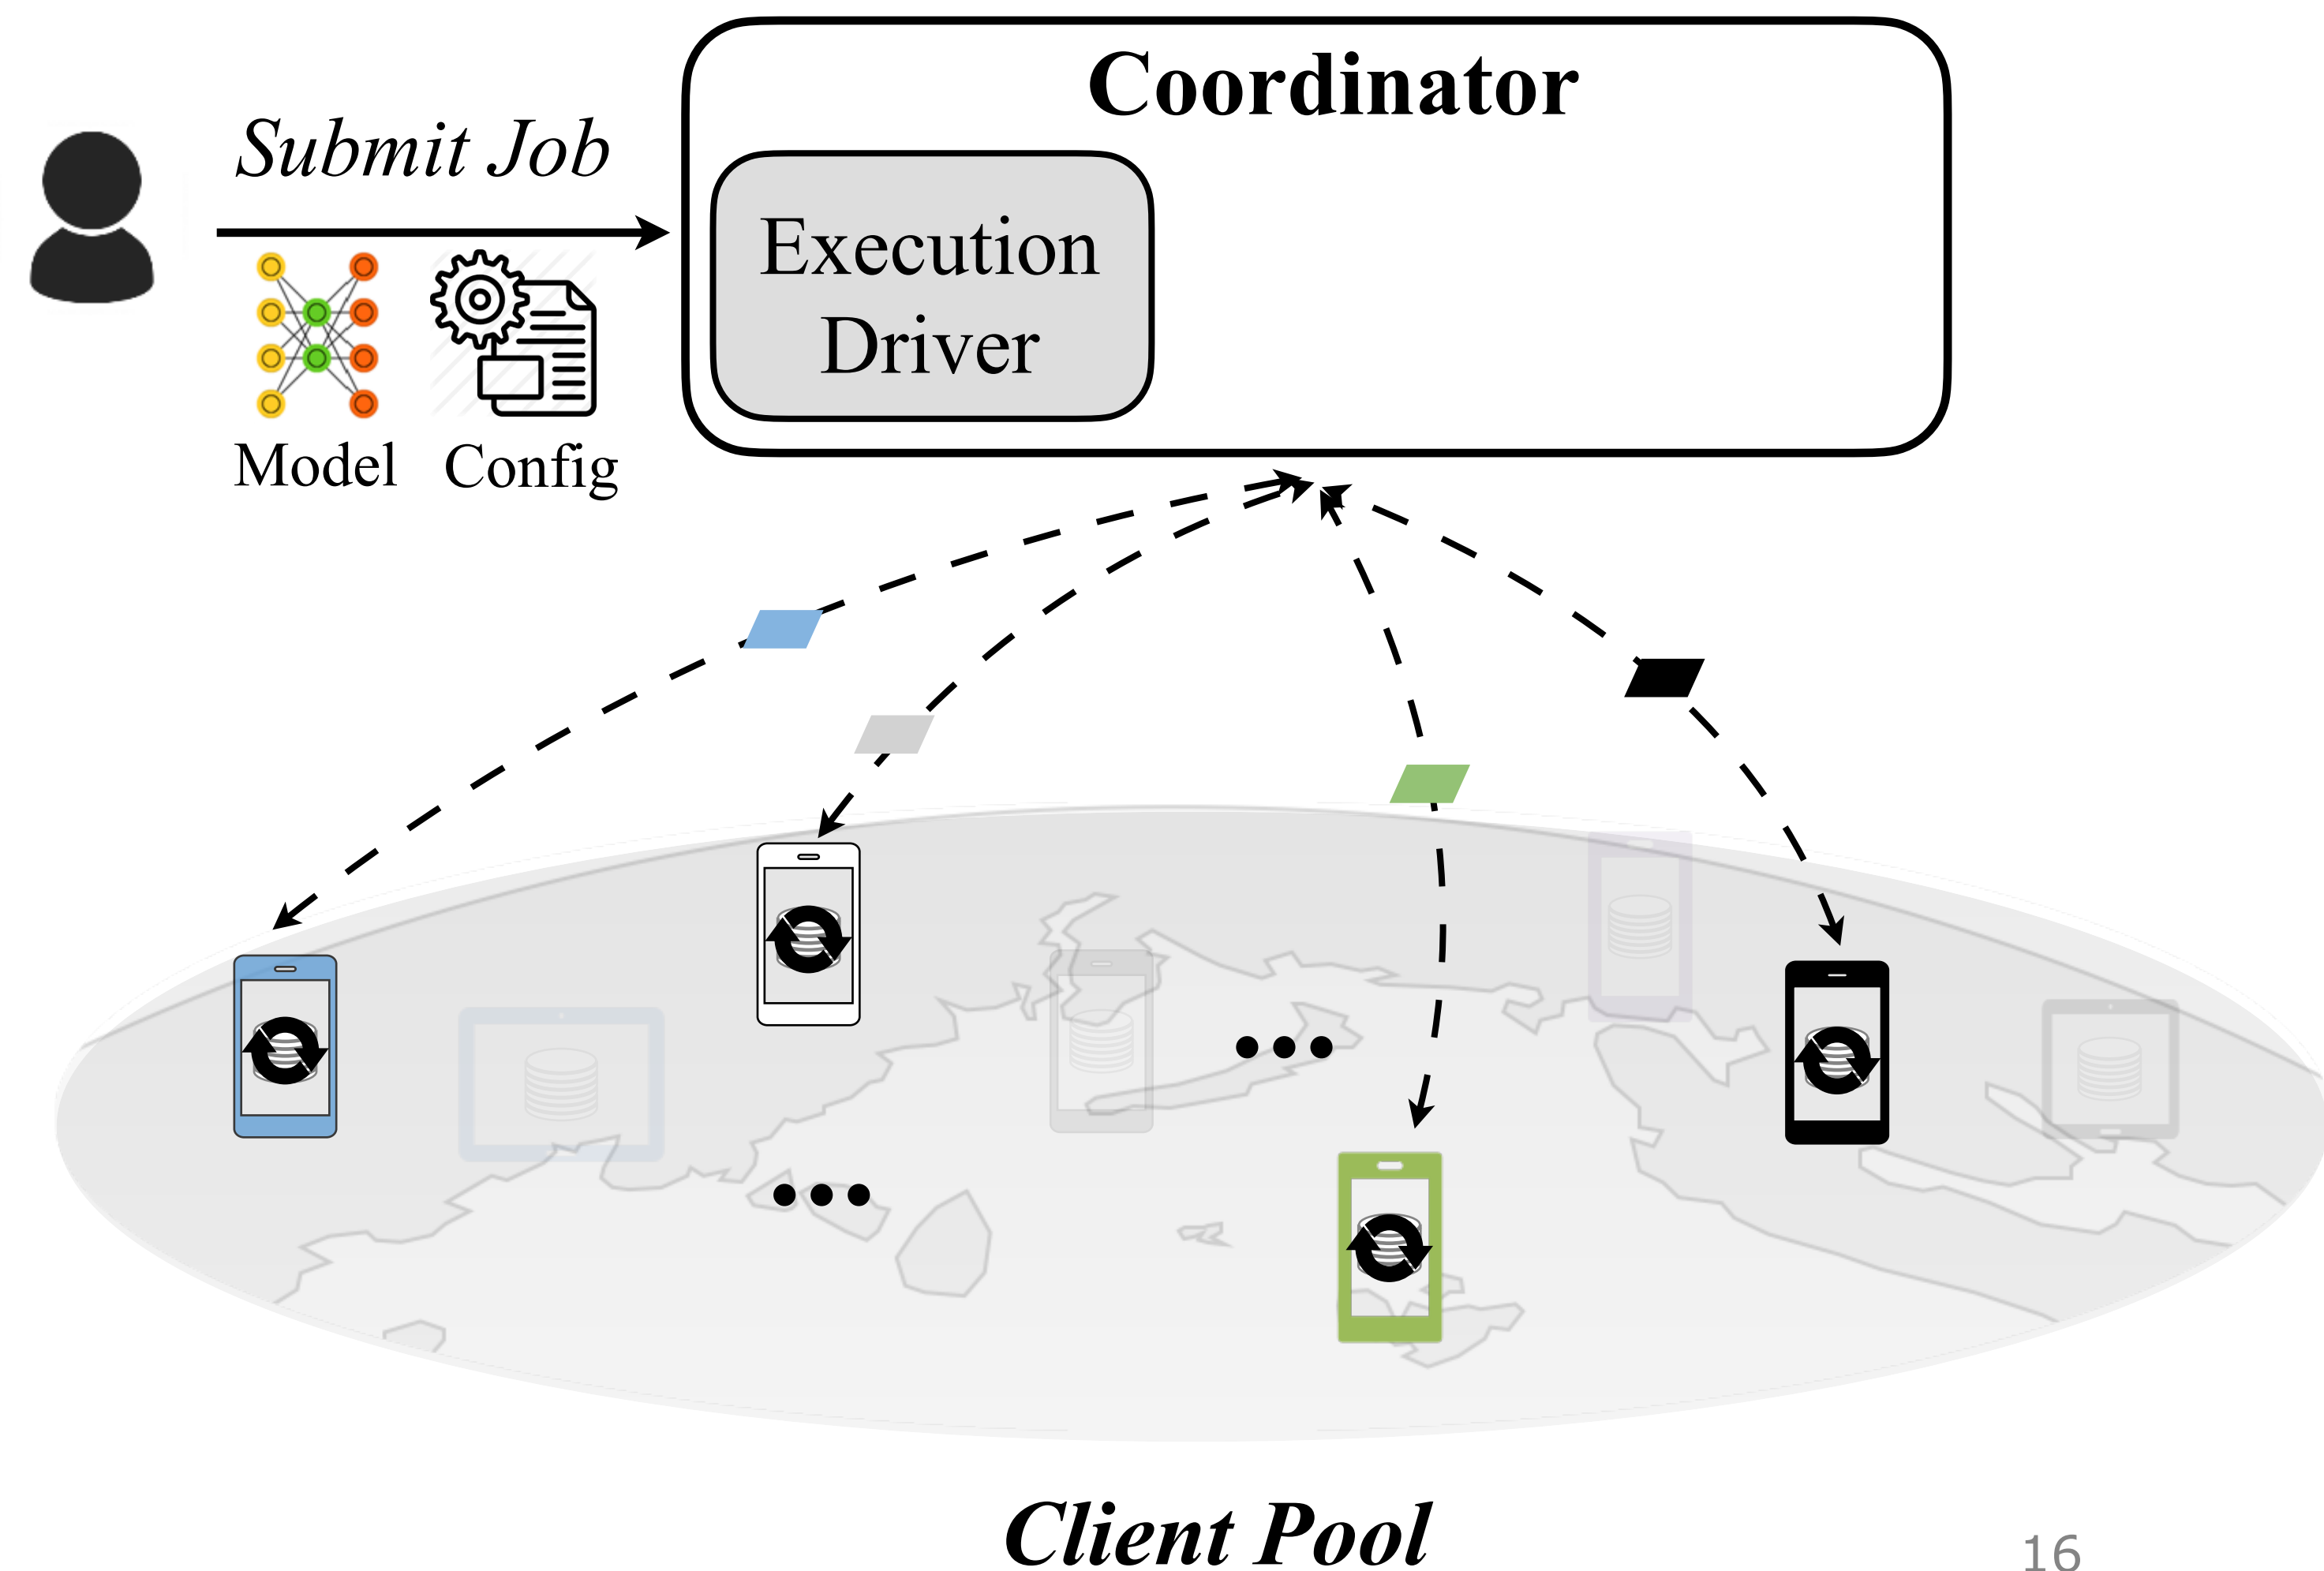 Coordinator
Submit Job
Execution
Driver
Model
Config
Client Pool
16